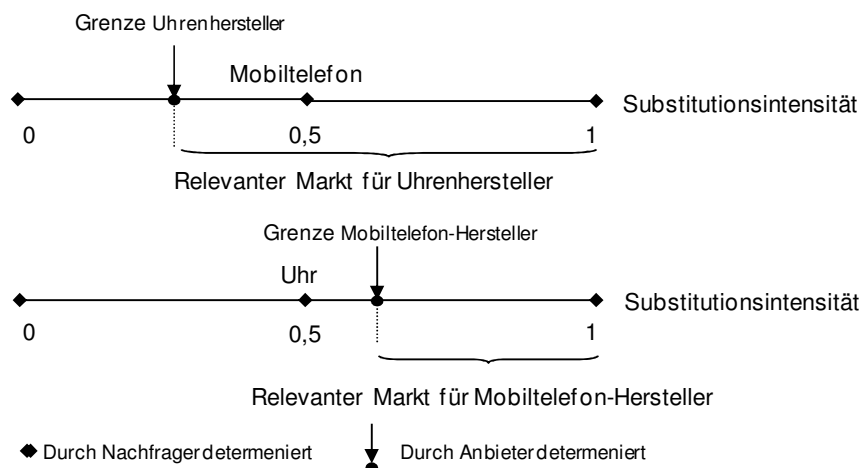 Grenze Uhrenhersteller
Mobiltelefon
Substitutionsintensität
0 0,5 1
Relevanter Markt für Uhrenhersteller
Grenze Mobiltelefon-Hersteller
Uhr
Substitutionsintensität
0 0,5 1
Relevanter Markt für Mobiltelefon-Hersteller
Durch Nachfrager determeniert Durch Anbieter determeniert